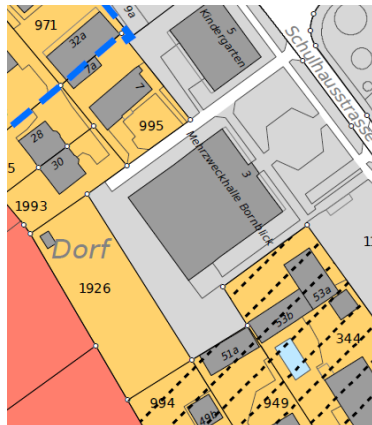 971
32a
9a
7a
Kindergarten
5
Schulhausstrasse
7
28
30
995
5
Mehrzweckhalle Bornblick
3
1993
Dorf
1926
53a
53b
344
51a
994
49b
949